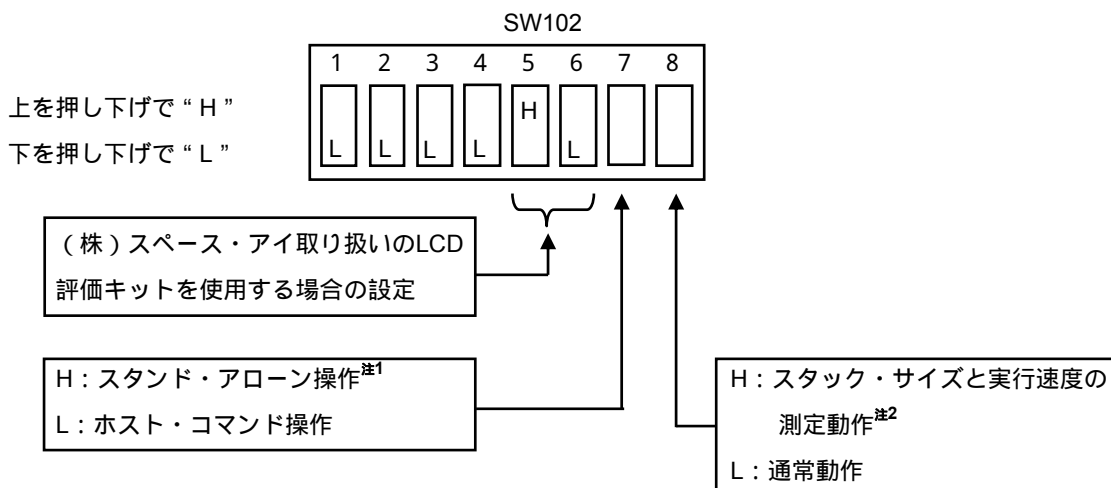 SW102
1 2 3 4 5 6 7 8
上を押し下げで “ H ”
下を押し下げで “ L ”
H
L L L L L
（株）スペース・アイ取り扱いのLCD
評価キットを使用する場合の設定
H：スタンド・アローン操作注1
L：ホスト・コマンド操作
H：スタック・サイズと実行速度の
測定動作注2
L：通常動作